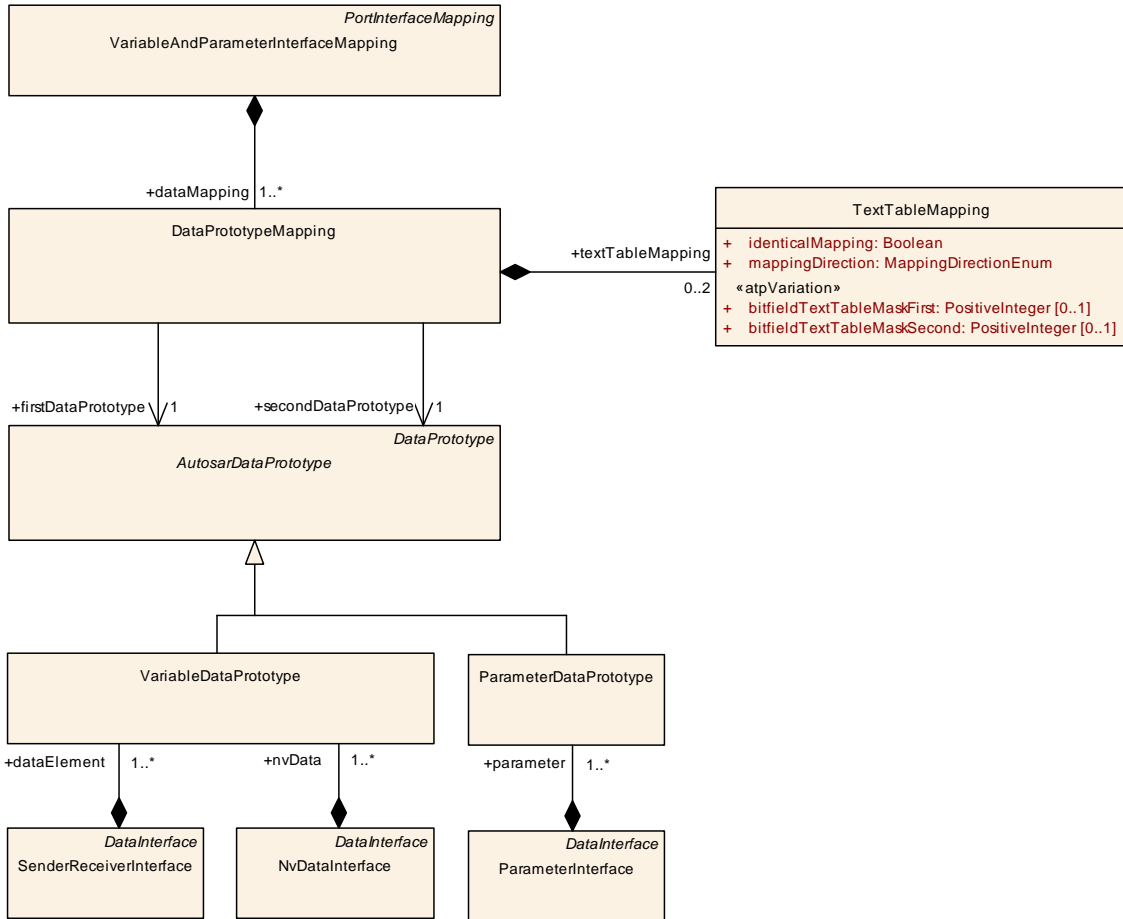 PortInterfaceMapping
VariableAndParameterInterfaceMapping
+dataMapping 1..*
DataPrototypeMapping
+textTableMapping
0..2
TextTableMapping
+ identicalMapping: Boolean
+ mappingDirection: MappingDirectionEnum
«atpVariation»
+ bitfieldTextTableMaskFirst: PositiveInteger [0..1]
+ bitfieldTextTableMaskSecond: PositiveInteger [0..1]
+firstDataPrototype 1
+secondDataPrototype 1
DataPrototype
AutosarDataPrototype
VariableDataPrototype
ParameterDataPrototype
+dataElement 1..*
+nvData 1..*
+parameter 1..*
DataInterface
SenderReceiverInterface
DataInterface
NvDataInterface
DataInterface
ParameterInterface